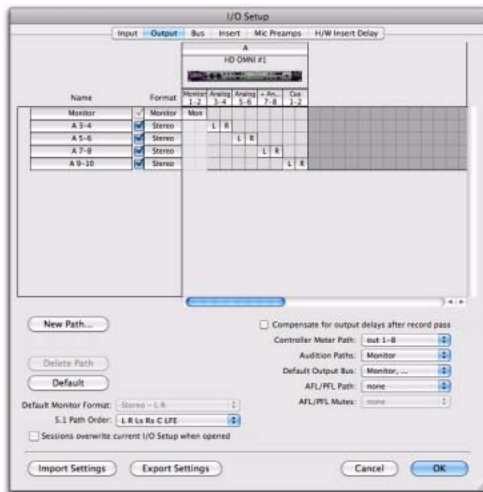 I/O Setup
Input Output Bus Insert Mic Preamps H/W Insert Delay
A
HD OMNI #1
Name Format Monitor 1-2 Analog 3-4 Analog 5-6 + An... 7-8 Cue 1-2
Monitor Monitor Mon
A 3-4 Stereo L R
A 5-6 Stereo L R
A 7-8 Stereo L R
A 9-10 Stereo L R
New Path...
Compensate for output delays after record pass
Controller Meter Path: out 1-8
Delete Path
Audition Paths: Monitor
Default
Default Output Bus: Monitor, ...
AFL/PFL Path: none
Default Monitor Format: Stereo - L R
AFL/PFL Mutes: none
5.1 Path Order: L R Ls Rs C LFE
Sessions overwrite current I/O Setup when opened
Import Settings Export Settings Cancel OK